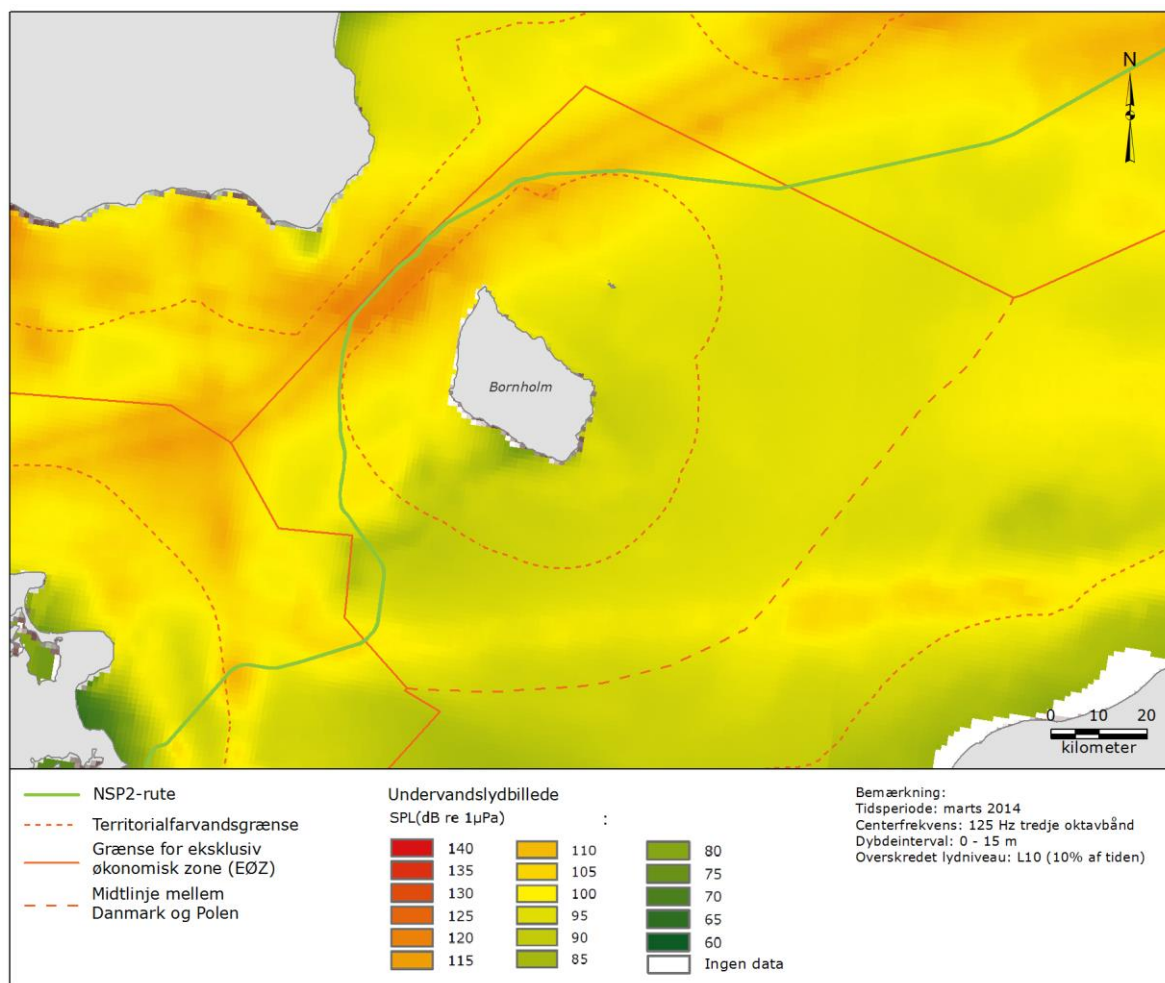 N
Bornholm
0 10 20
kilometer
NSP2-rute
Territorialfarvandsgrænse
Grænse for eksklusiv
økonomisk zone (EØZ)
Midtlinje mellem
Danmark og Polen
Undervandslydbillede
SPL(dB re 1µPa) :
140
135
130
125
120
115
110
105
100
95
90
85
80
75
70
65
60
Ingen data
Bemærkning:
Tidsperiode: marts 2014
Centerfrekvens: 125 Hz tredje oktavbånd
Dybdeinterval: 0 - 15 m
Overskredet lydniveau: L10 (10% af tiden)